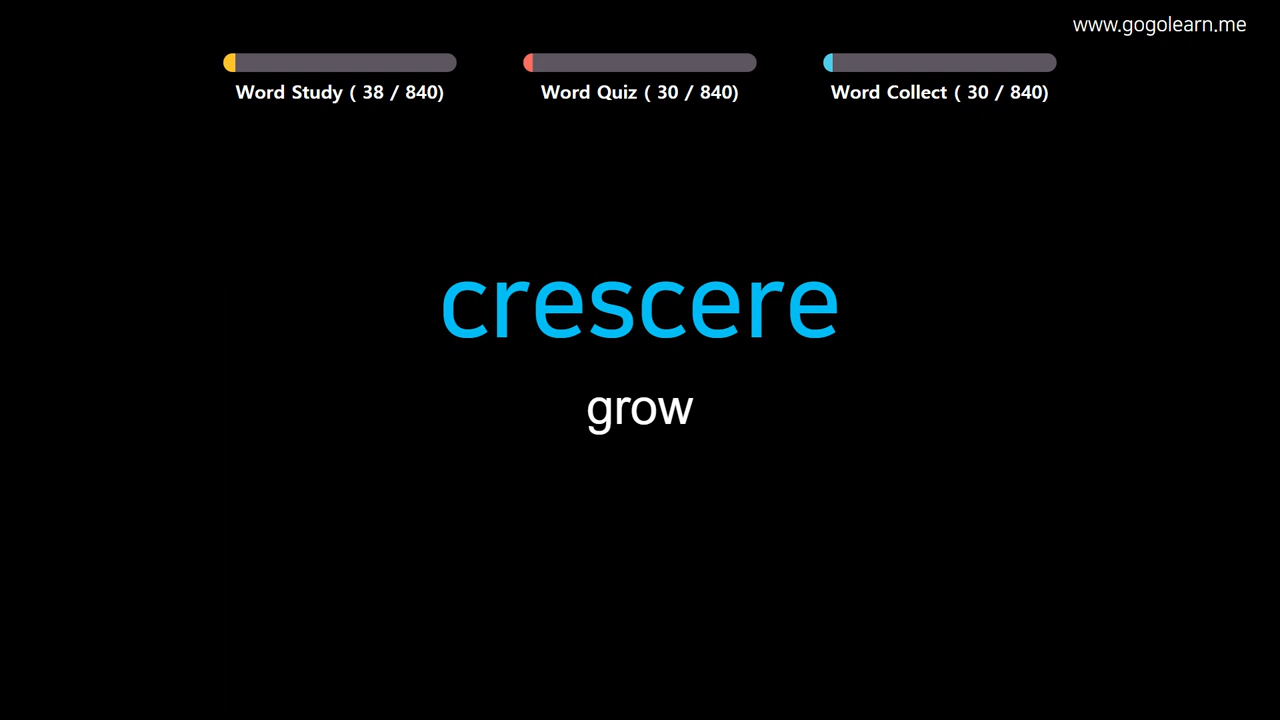 www.gogolearn.me
Word Study ( 38 / 840)
Word Quiz ( 30 / 840)
Word Collect ( 30 / 840)
crescere
grow